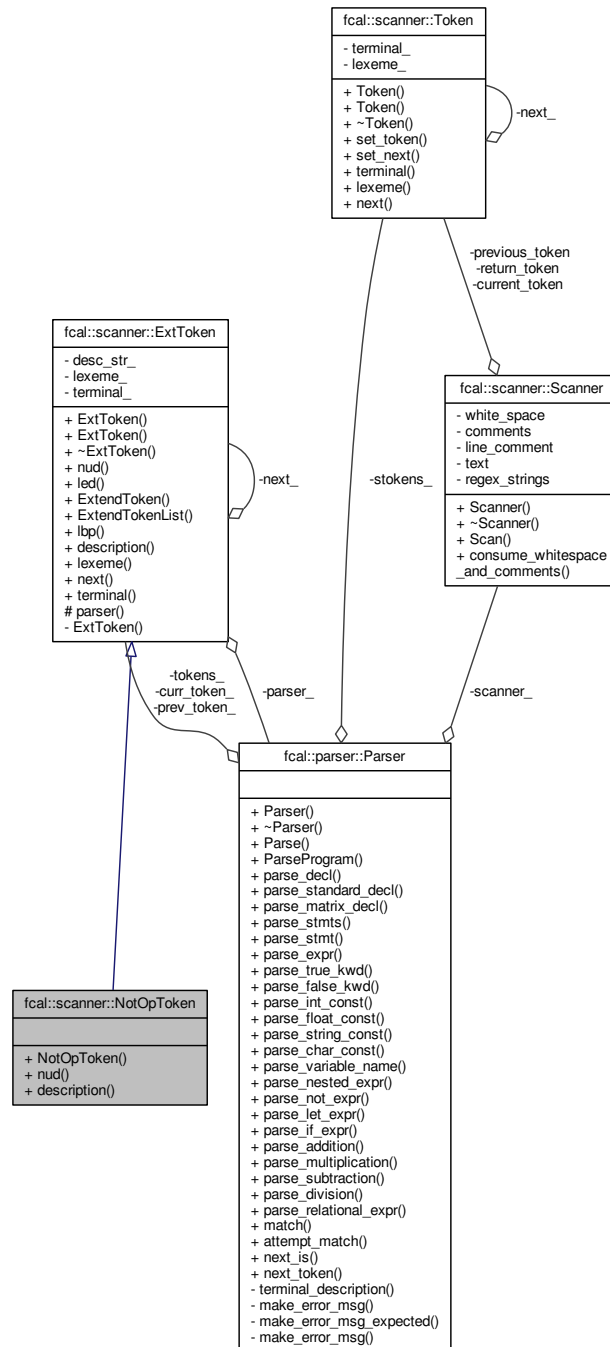 fcal::scanner::Token
- terminal_
- lexeme_
+ Token()
+ Token()
+ ~Token()
+ set_token()
+ set_next()
+ terminal()
+ lexeme()
+ next()
-next_
-previous_token
-return_token
-current_token
fcal::scanner::ExtToken
- desc_str_
- lexeme_
- terminal_
+ ExtToken()
+ ExtToken()
+ ~ExtToken()
+ nud()
+ led()
+ ExtendToken()
+ ExtendTokenList()
+ lbp()
+ description()
+ lexeme()
+ next()
+ terminal()
# parser()
- ExtToken()
-next_
-stokens_
fcal::scanner::Scanner
- white_space
- comments
- line_comment
- text
- regex_strings
+ Scanner()
+ ~Scanner()
+ Scan()
+ consume_whitespace
_and_comments()
-tokens_
-curr_token_
-prev_token_
-parser_
-scanner_
fcal::parser::Parser
+ Parser()
+ ~Parser()
+ Parse()
+ ParseProgram()
+ parse_decl()
+ parse_standard_decl()
+ parse_matrix_decl()
+ parse_stmts()
+ parse_stmt()
+ parse_expr()
+ parse_true_kwd()
+ parse_false_kwd()
+ parse_int_const()
+ parse_float_const()
+ parse_string_const()
+ parse_char_const()
+ parse_variable_name()
+ parse_nested_expr()
+ parse_not_expr()
+ parse_let_expr()
+ parse_if_expr()
+ parse_addition()
+ parse_multiplication()
+ parse_subtraction()
+ parse_division()
+ parse_relational_expr()
+ match()
+ attempt_match()
+ next_is()
+ next_token()
- terminal_description()
- make_error_msg()
- make_error_msg_expected()
- make_error_msg()
fcal::scanner::NotOpToken
+ NotOpToken()
+ nud()
+ description()